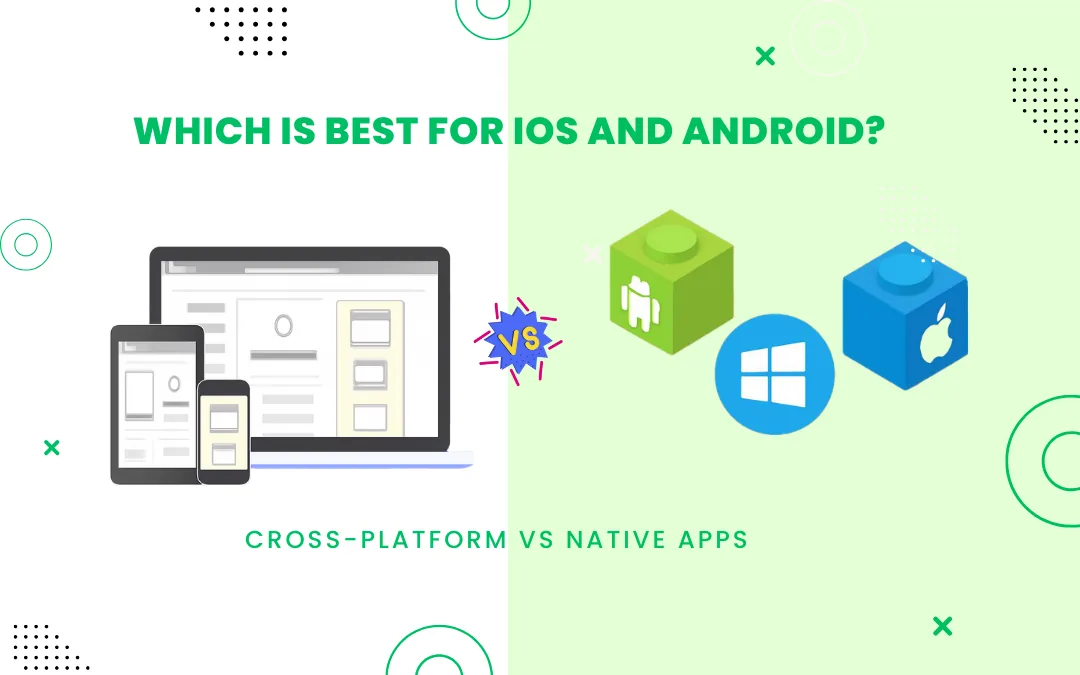 WHICH IS BEST FOR IOS AND ANDROID?
VS
CROSS-PLATFORM VS NATIVE APPS